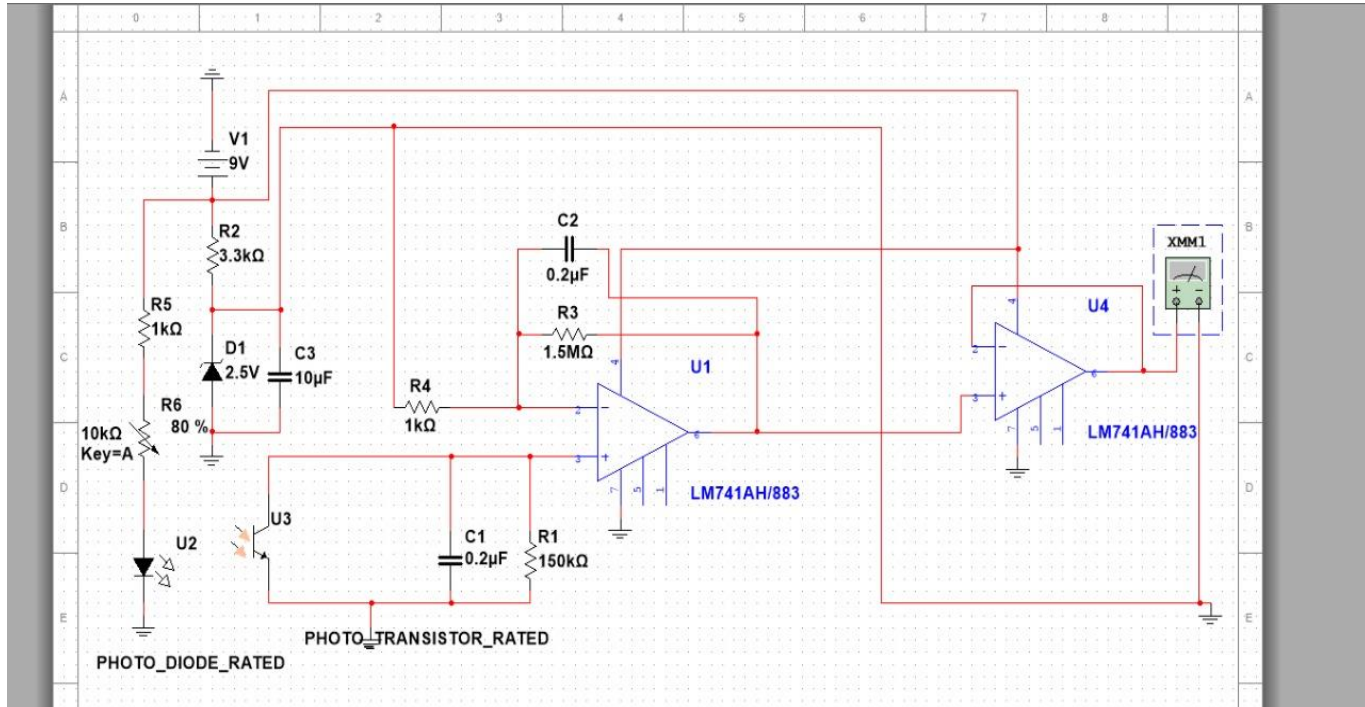 0 1 2 3 4 5 6 7 8
A A
V1
9V
B B
R2
3.3kΩ
C2
0.2µF
XMM1
+ −
R5
1kΩ
R3
1.5MΩ
4
U4
4
C C
D1
2.5V
C3
10µF
U1
2 −
6
R4
1kΩ
R6
80 %
10kΩ
Key=A
2 −
6
3 +
7 5 1
LM741AH/883
3 +
D D
7 5 1
LM741AH/883
U3
U2
C1
0.2µF
R1
150kΩ
E E
PHOTO_TRANSISTOR_RATED
PHOTO_DIODE_RATED